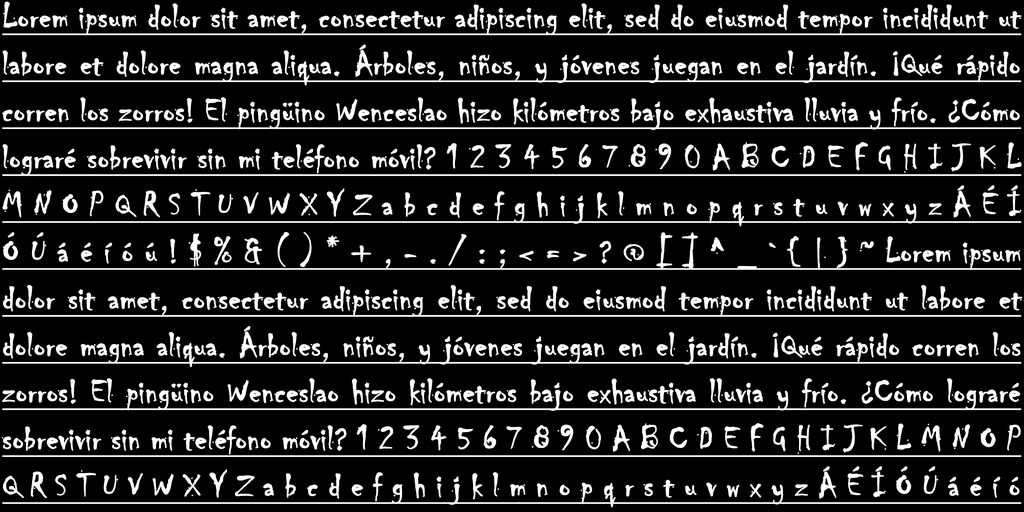 Lorem ipsum dolor sit amet, consectetur adipiscing elit, sed do eiusmod tempor incididunt ut
labore et dolore magna aliqua. Árboles, niños, y jóvenes juegan en el jardín. ¡Qué rápido
corren los zorros! El pingüino Wenceslao hizo kilómetros bajo exhaustiva lluvia y frío. ¿Cómo
lograré sobrevivir sin mi teléfono móvil? 1 2 3 4 5 6 7 8 9 0 A B C D E F G H I J K L
M N O P Q R S T U V W X Y Z a b c d e f g h i j k l m n o p q r s t u v w x y z Á É Í
Ó Ú á é í ó ú ! $ % & ( ) * + , - . / : ; < = > ? @ [ ] ^ _ ` { | } ~ Lorem ipsum
dolor sit amet, consectetur adipiscing elit, sed do eiusmod tempor incididunt ut labore et
dolore magna aliqua. Árboles, niños, y jóvenes juegan en el jardín. ¡Qué rápido corren los
zorros! El pingüino Wenceslao hizo kilómetros bajo exhaustiva lluvia y frío. ¿Cómo lograré
sobrevivir sin mi teléfono móvil? 1 2 3 4 5 6 7 8 9 0 A B C D E F G H I J K L M N O P
Q R S T U V W X Y Z a b c d e f g h i j k l m n o p q r s t u v w x y z Á É Í Ó Ú á é í ó